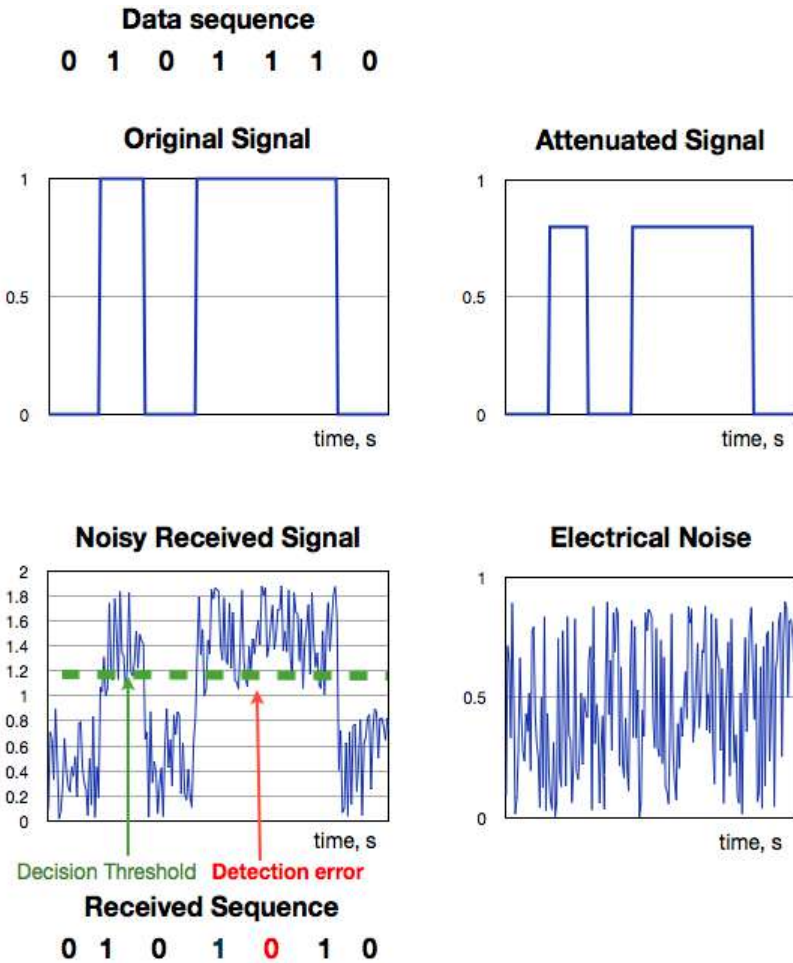 Data sequence
0 1 0 1 1 1 0
Original Signal
1
0.5
0
time, s
Attenuated Signal
1
0.5
0
time, s
Noisy Received Signal
2
1.8
1.6
1.4
1.2
1
0.8
0.6
0.4
0.2
0
time, s
Decision Threshold
Detection error
Electrical Noise
1
0.5
0
time, s
Received Sequence
0 1 0 1 0 1 0